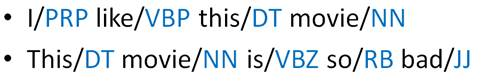 • I/PRP like/VBP this/DT movie/NN
• This/DT movie/NN is/VBZ so/RB bad/JJ